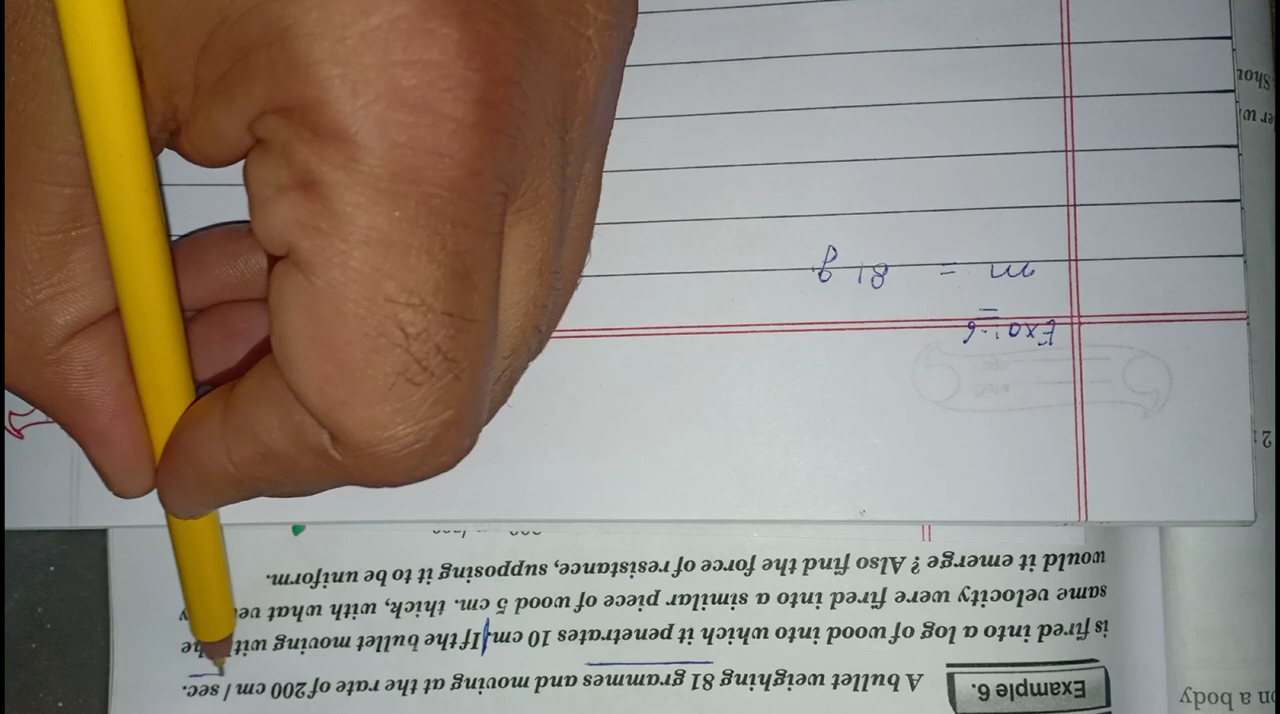 Example 6. A bullet weighing 81 grammes and moving at the rate of 200 cm / sec.
is fired into a log of wood into which it penetrates 10 cm. If the bullet moving with the
same velocity were fired into a similar piece of wood 5 cm. thick, with what
would it emerge ? Also find the force of resistance, supposing it to be uniform.
Exa:-6
m = 81 g
on a body